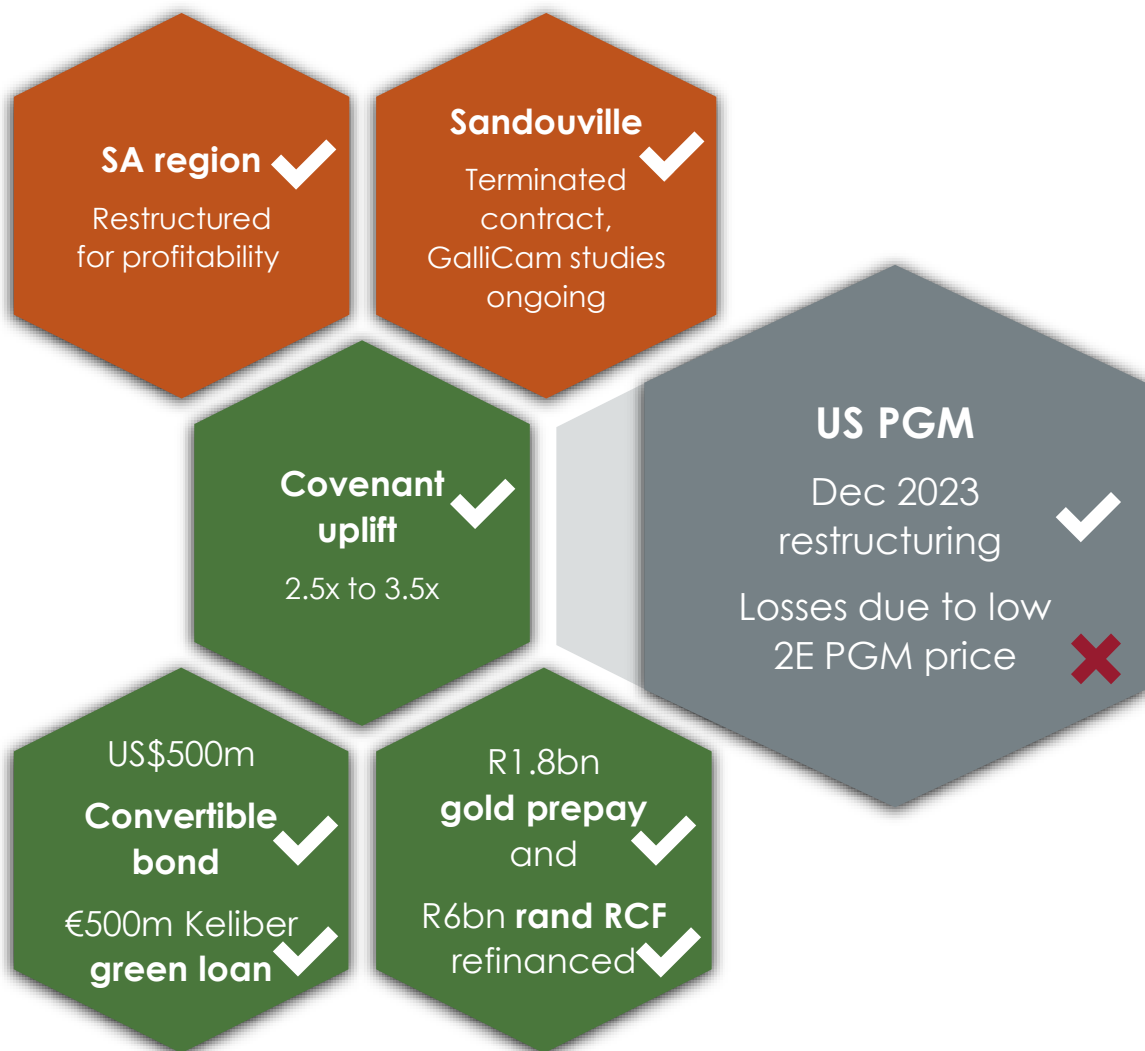 SA region
Restructured
for profitability
Sandouville
Terminated
contract,
GalliCam studies
ongoing
Covenant
uplift
2.5x to 3.5x
US PGM
Dec 2023
restructuring
Losses due to low
2E PGM price
US$500m
Convertible
bond
€500m Keliber
green loan
R1.8bn
gold prepay
and
R6bn rand RCF
refinanced